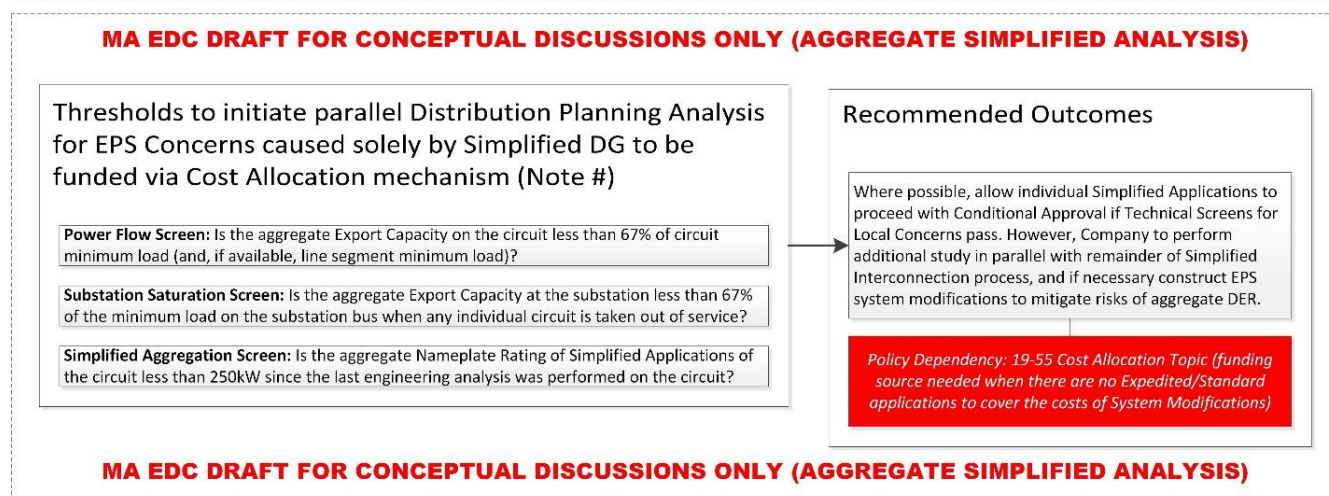 MA EDC DRAFT FOR CONCEPTUAL DISCUSSIONS ONLY (AGGREGATE SIMPLIFIED ANALYSIS)
Thresholds to initiate parallel Distribution Planning Analysis
for EPS Concerns caused solely by Simplified DG to be
funded via Cost Allocation mechanism (Note #)
Power Flow Screen: Is the aggregate Export Capacity on the circuit less than 67% of circuit
minimum load (and, if available, line segment minimum load)?
Substation Saturation Screen: Is the aggregate Export Capacity at the substation less than 67%
of the minimum load on the substation bus when any individual circuit is taken out of service?
Simplified Aggregation Screen: Is the aggregate Nameplate Rating of Simplified Applications of
the circuit less than 250kW since the last engineering analysis was performed on the circuit?
Recommended Outcomes
Where possible, allow individual Simplified Applications to
proceed with Conditional Approval if Technical Screens for
Local Concerns pass. However, Company to perform
additional study in parallel with remainder of Simplified
Interconnection process, and if necessary construct EPS
system modifications to mitigate risks of aggregate DER.
Policy Dependency: 19-55 Cost Allocation Topic (funding
source needed when there are no Expedited/Standard
applications to cover the costs of System Modifications)
MA EDC DRAFT FOR CONCEPTUAL DISCUSSIONS ONLY (AGGREGATE SIMPLIFIED ANALYSIS)